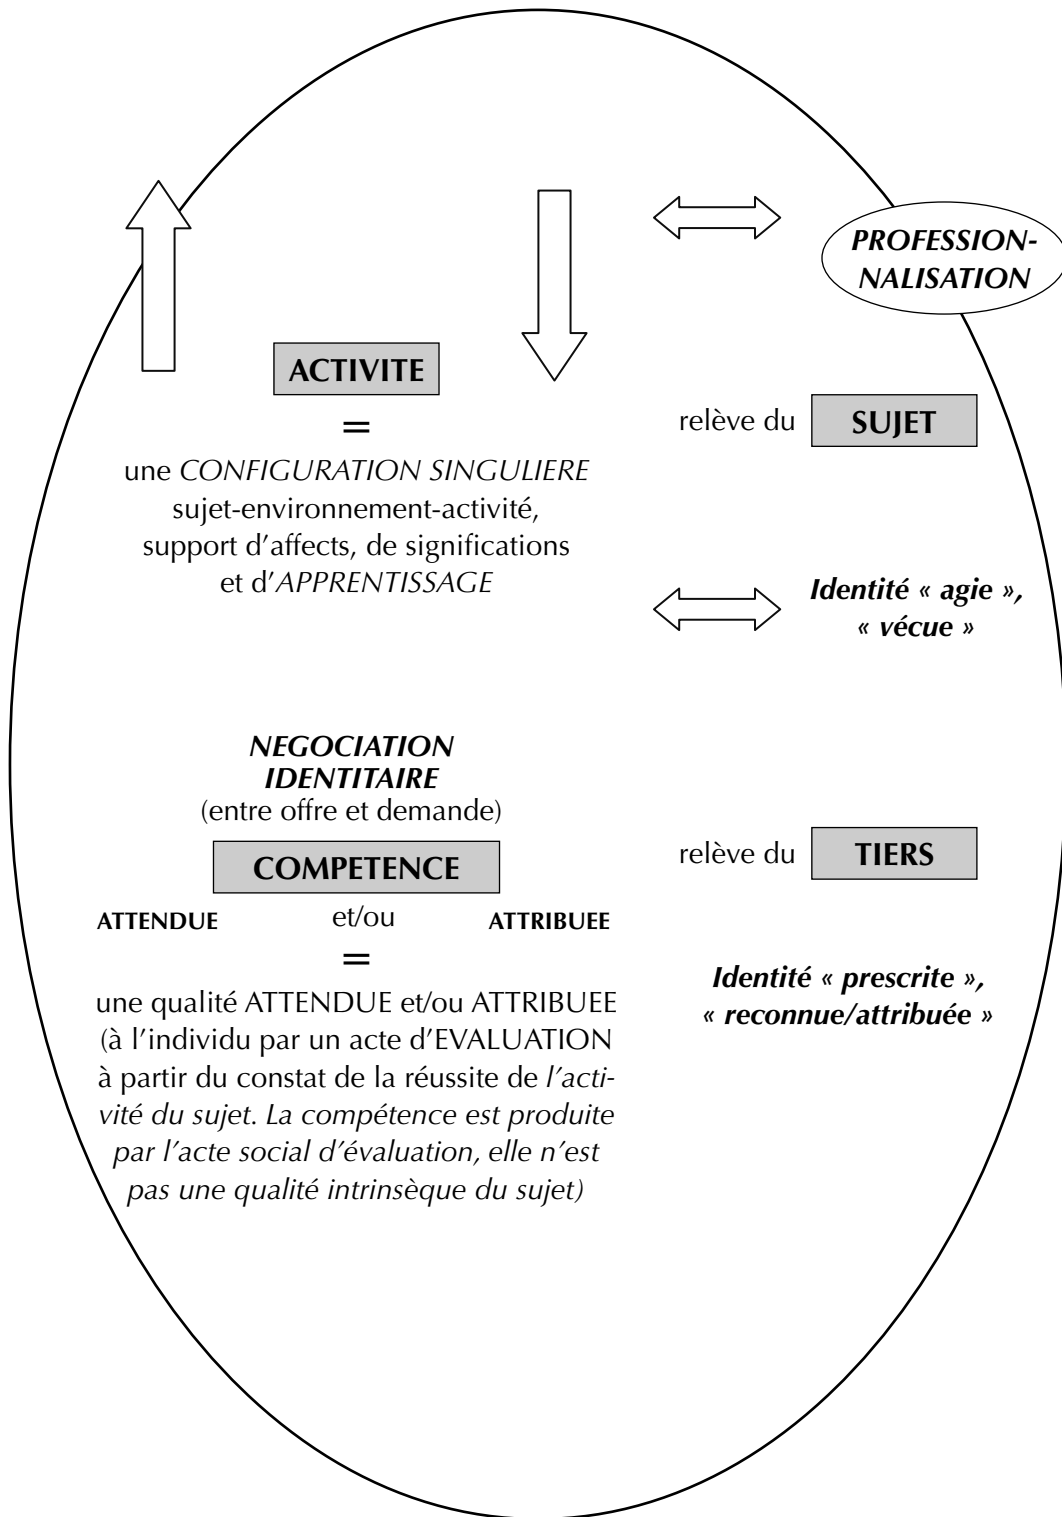 PROFESSION-
NALISATION
ACTIVITE
=
une CONFIGURATION SINGULIERE
sujet-environnement-activité,
support d'affects, de significations
et d'APPRENTISSAGE
relève du SUJET
Identité « agie »,
« vécue »
NEGOCIATION
IDENTITAIRE
(entre offre et demande)
COMPETENCE
ATTENDUE et/ou ATTRIBUEE
=
une qualité ATTENDUE et/ou ATTRIBUEE
(à l'individu par un acte d'EVALUATION
à partir du constat de la réussite de l'acti-
vité du sujet. La compétence est produite
par l'acte social d'évaluation, elle n'est
pas une qualité intrinsèque du sujet)
relève du TIERS
Identité « prescrite »,
« reconnue/attribuée »